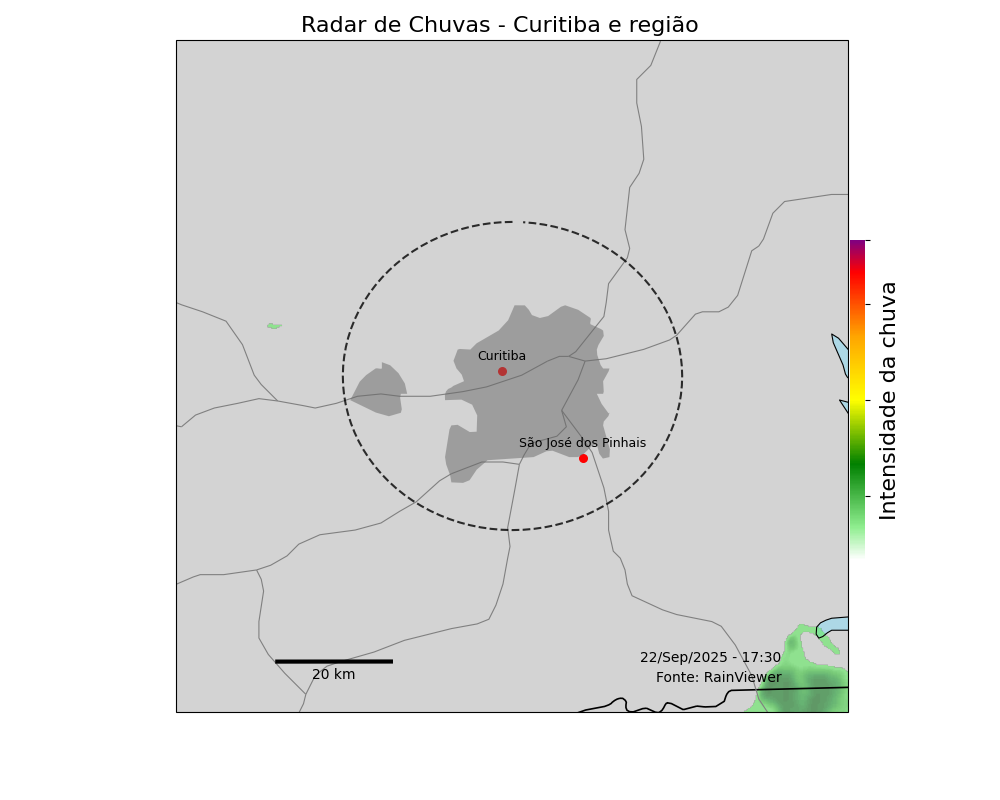 Radar de Chuvas - Curitiba e região
Curitiba
São José dos Pinhais
Intensidade da chuva
22/Sep/2025 - 17:30
Fonte: RainViewer
20 km